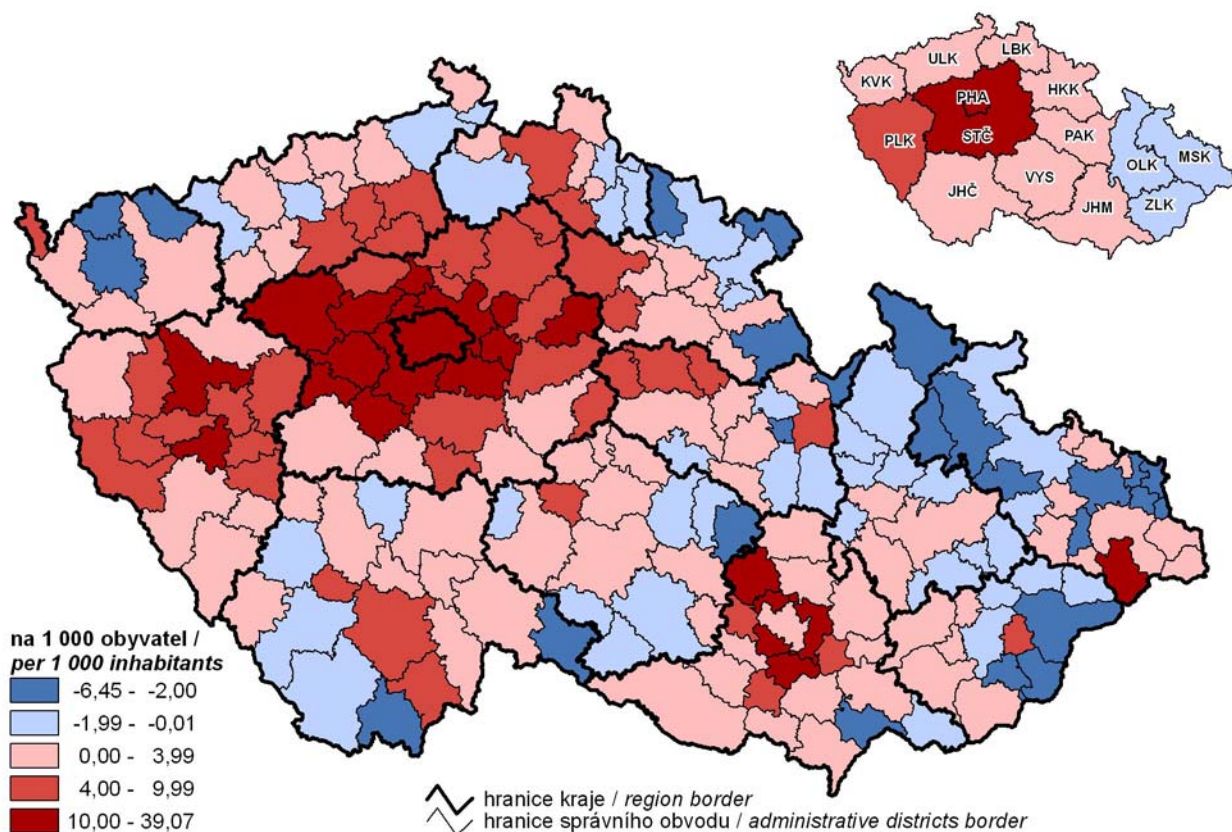 ULK
LBK
KVK
HKK
PHA
STČ
PLK
PAK
OLK
MSK
VYS
JHČ
JHM
ZLK
na 1 000 obyvatel /
per 1 000 inhabitants
-6,45 - -2,00
-1,99 - -0,01
0,00 - 3,99
4,00 - 9,99
10,00 - 39,07
hranice kraje / region border
hranice správního obvodu / administrative districts border